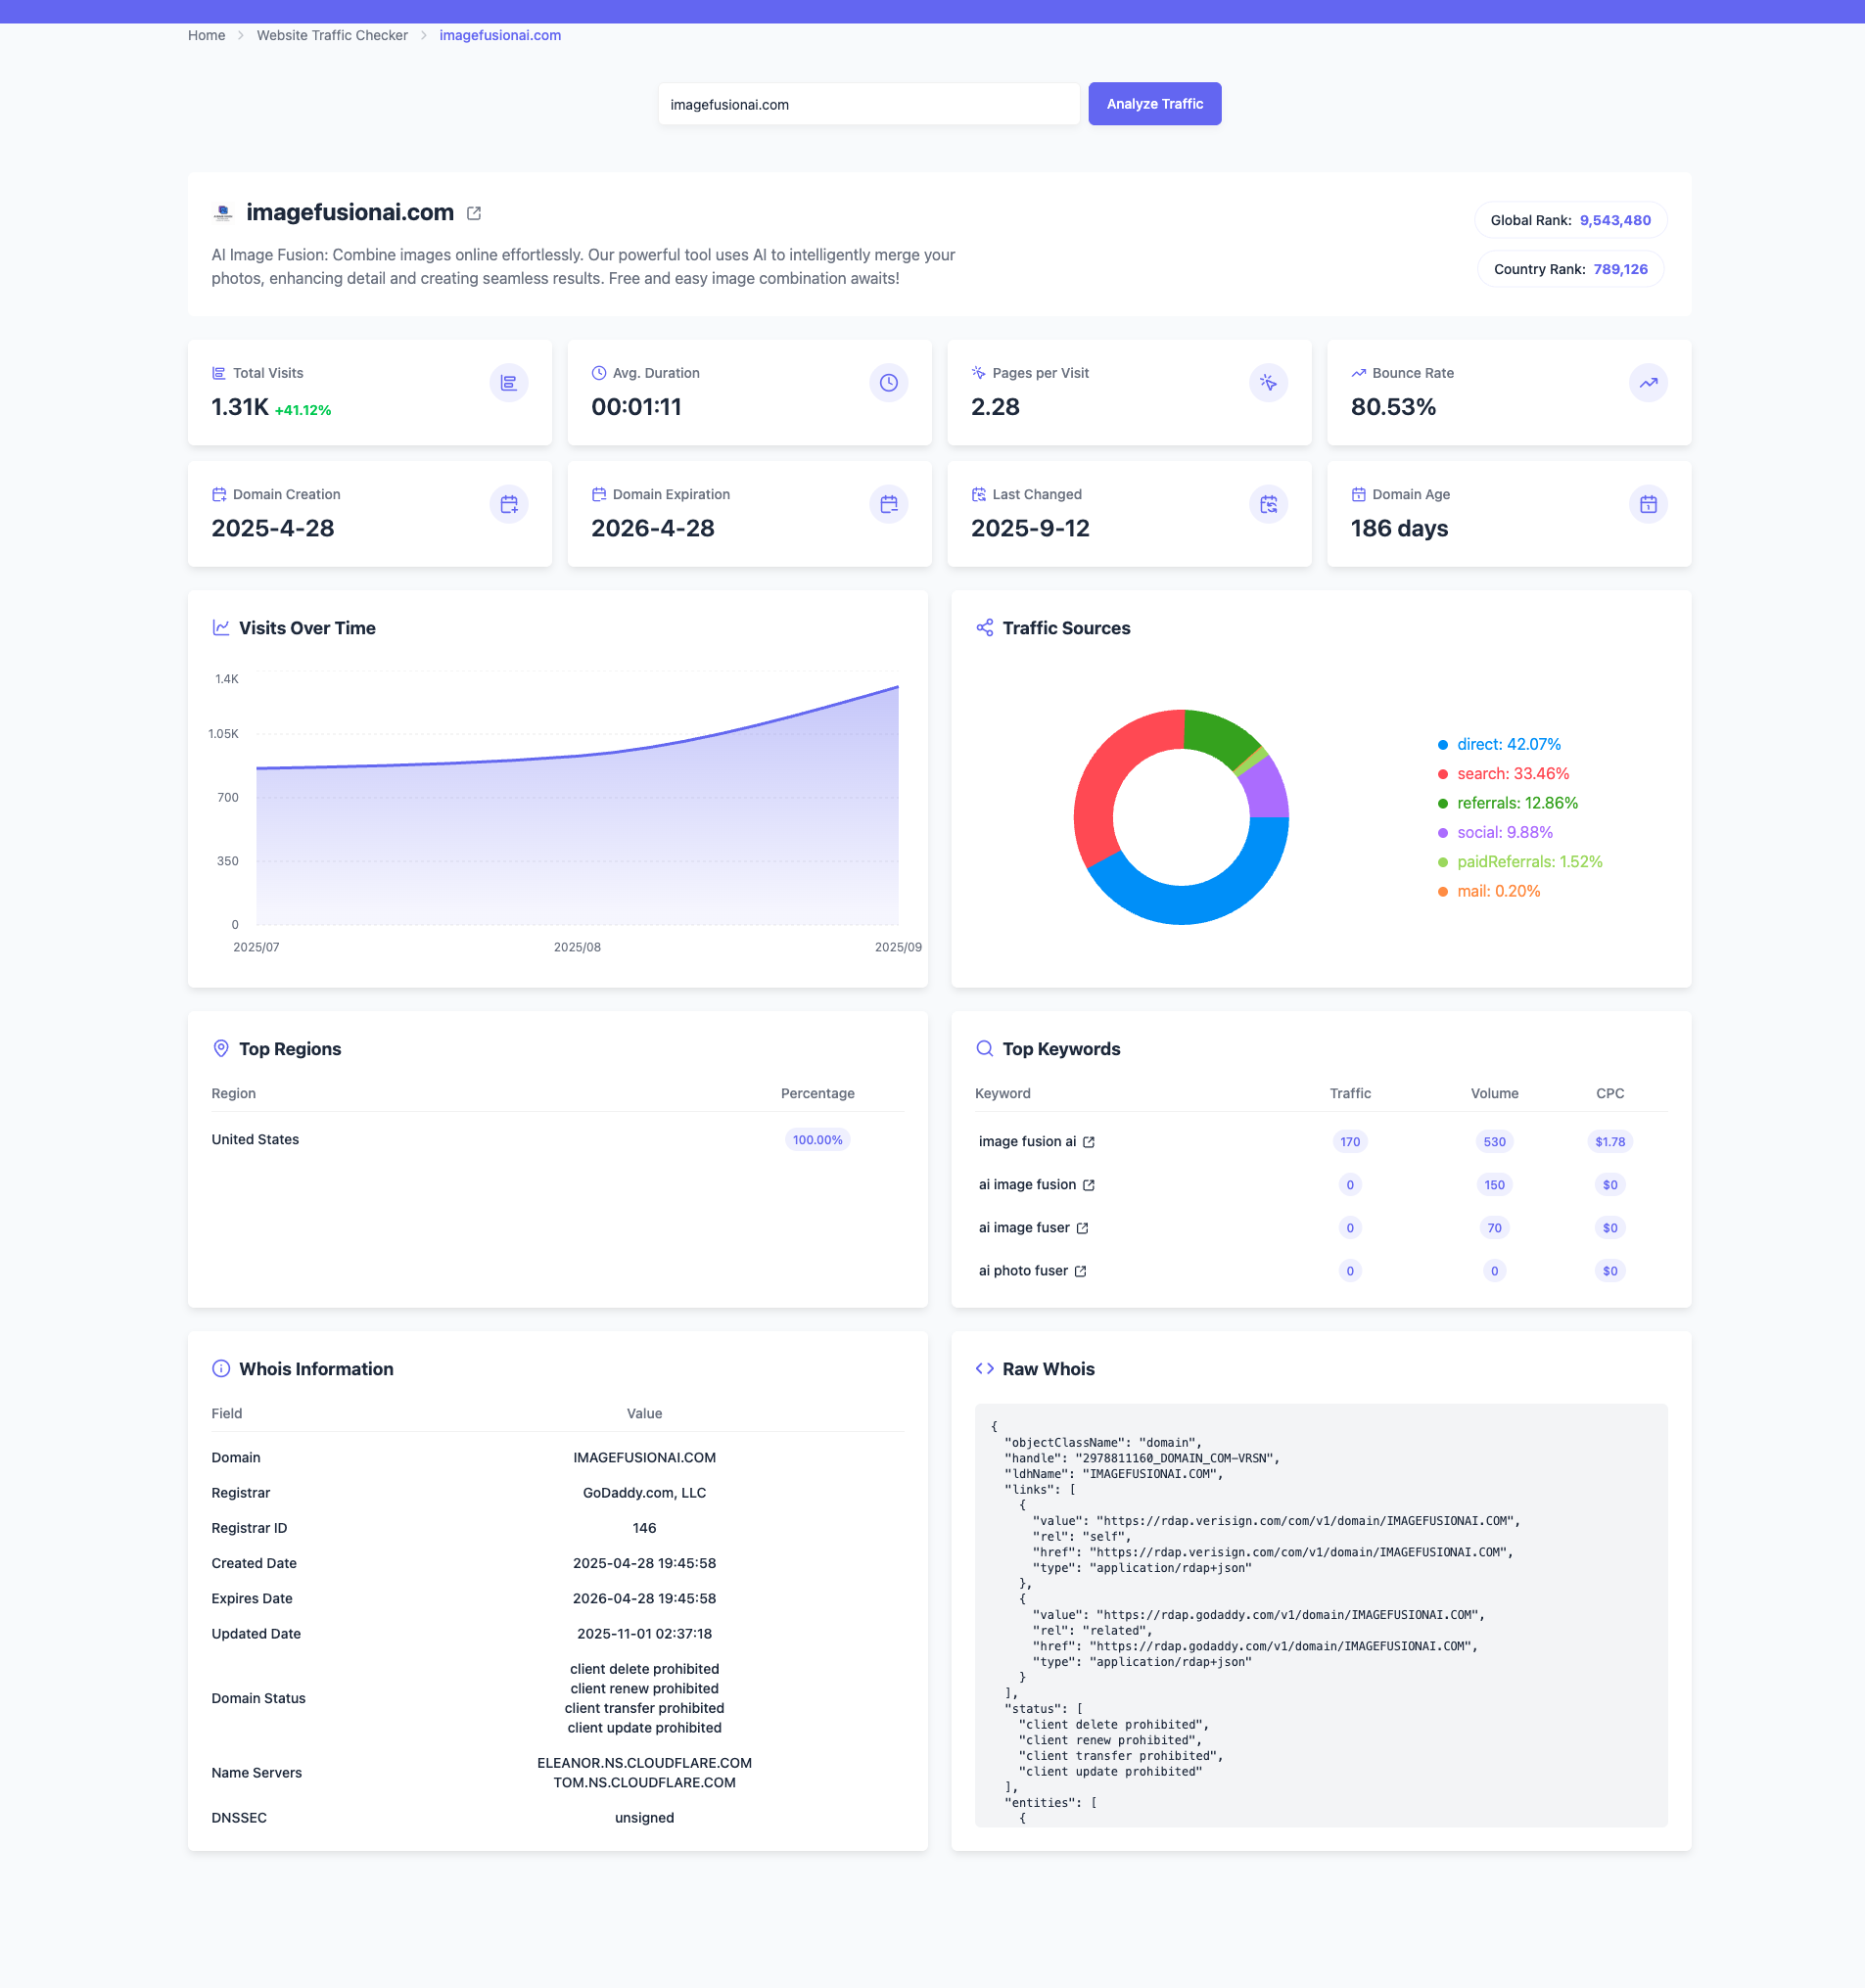 Home > Website Traffic Checker > imagefusionai.com
imagefusionai.com
Analyze Traffic
imagefusionai.com
AI Image Fusion: Combine images online effortlessly. Our powerful tool uses AI to intelligently merge your
photos, enhancing detail and creating seamless results. Free and easy image combination awaits!
Global Rank: 9,543,480
Country Rank: 789,126
Total Visits
1.31K +41.12%
Avg. Duration
00:01:11
Pages per Visit
2.28
Bounce Rate
80.53%
Domain Creation
2025-4-28
Domain Expiration
2026-4-28
Last Changed
2025-9-12
Domain Age
186 days
Visits Over Time
1.4K
1.05K
700
350
0
2025/07 2025/08 2025/09
Traffic Sources
direct: 42.07%
search: 33.46%
referrals: 12.86%
social: 9.88%
paidReferrals: 1.52%
mail: 0.20%
Top Regions
Region Percentage
United States 100.00%
Top Keywords
Keyword Traffic Volume CPC
image fusion ai 170 530 $1.78
ai image fusion 0 150 $0
ai image fuser 0 70 $0
ai photo fuser 0 0 $0
Whois Information
Field Value
Domain IMAGEFUSIONAI.COM
Registrar GoDaddy.com, LLC
Registrar ID 146
Created Date 2025-04-28 19:45:58
Expires Date 2026-04-28 19:45:58
Updated Date 2025-11-01 02:37:18
Domain Status
client delete prohibited
client renew prohibited
client transfer prohibited
client update prohibited
Name Servers
ELEANOR.NS.CLOUDFLARE.COM
TOM.NS.CLOUDFLARE.COM
DNSSEC unsigned
Raw Whois
{
"objectClassName": "domain",
"handle": "2978811160_DOMAIN_COM-VRSN",
"ldhName": "IMAGEFUSIONAI.COM",
"links": [
{
"value": "https://rdap.verisign.com/com/v1/domain/IMAGEFUSIONAI.COM",
"rel": "self",
"href": "https://rdap.verisign.com/com/v1/domain/IMAGEFUSIONAI.COM",
"type": "application/rdap+json"
},
{
"value": "https://rdap.godaddy.com/v1/domain/IMAGEFUSIONAI.COM",
"rel": "related",
"href": "https://rdap.godaddy.com/v1/domain/IMAGEFUSIONAI.COM",
"type": "application/rdap+json"
}
],
"status": [
"client delete prohibited",
"client renew prohibited",
"client transfer prohibited",
"client update prohibited"
],
"entities": [
{